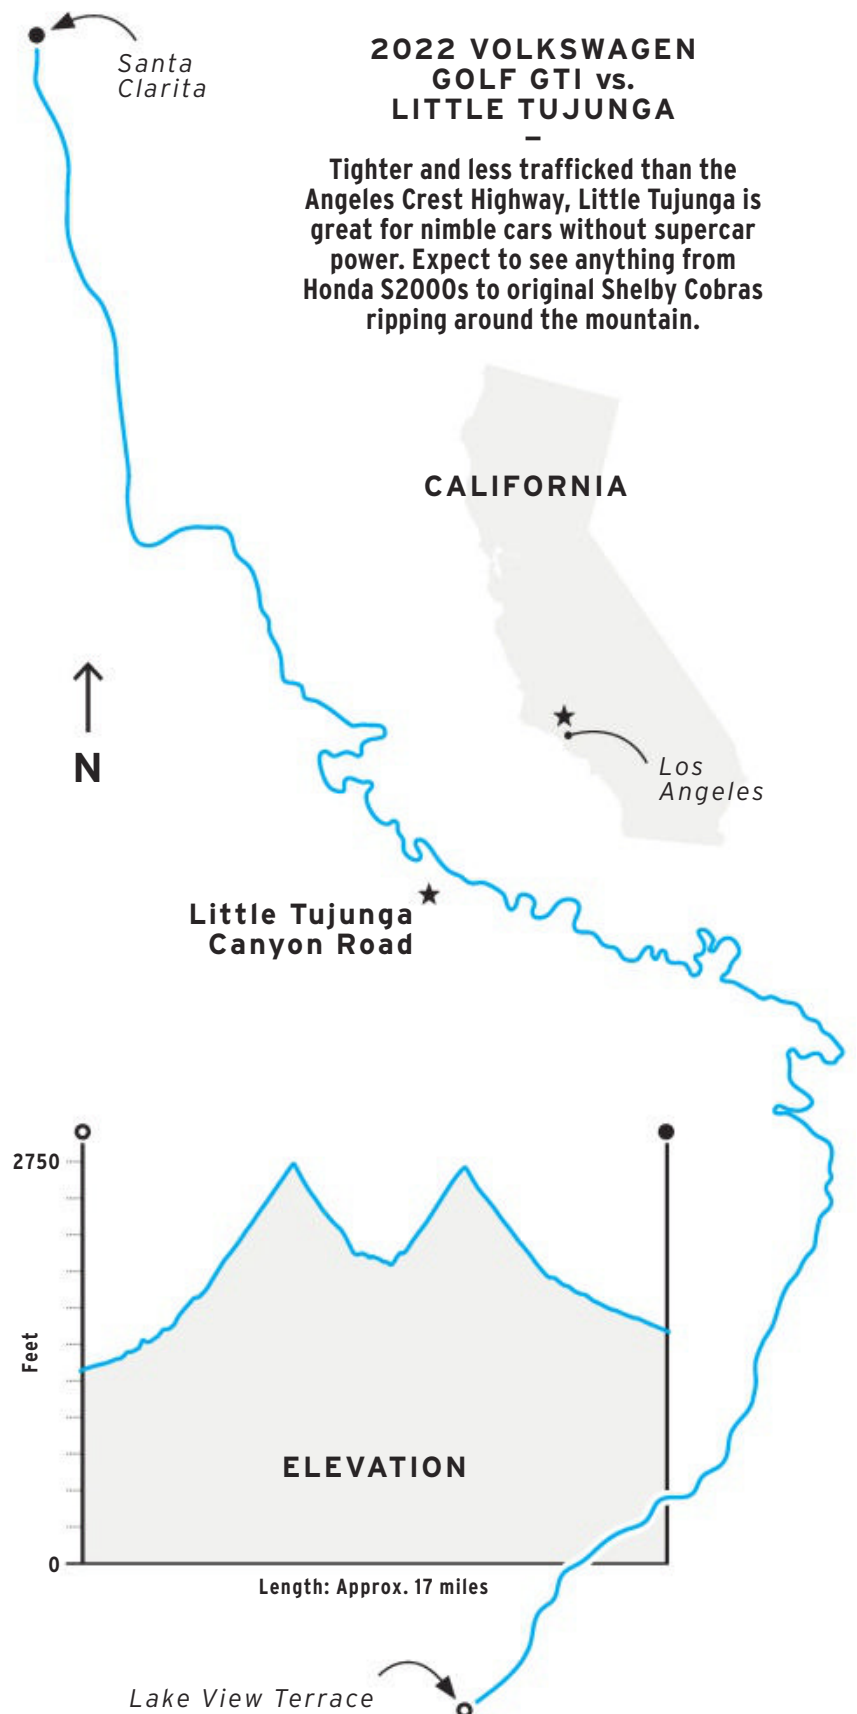 Santa
Clarita
2022 VOLKSWAGEN
GOLF GTI vs.
LITTLE TUJUNGA
–
Tighter and less trafficked than the
Angeles Crest Highway, Little Tujunga is
great for nimble cars without supercar
power. Expect to see anything from
Honda S2000s to original Shelby Cobras
ripping around the mountain.
CALIFORNIA
N
Los
Angeles
Little Tujunga
Canyon Road
2750
Feet
ELEVATION
0
Length: Approx. 17 miles
Lake View Terrace